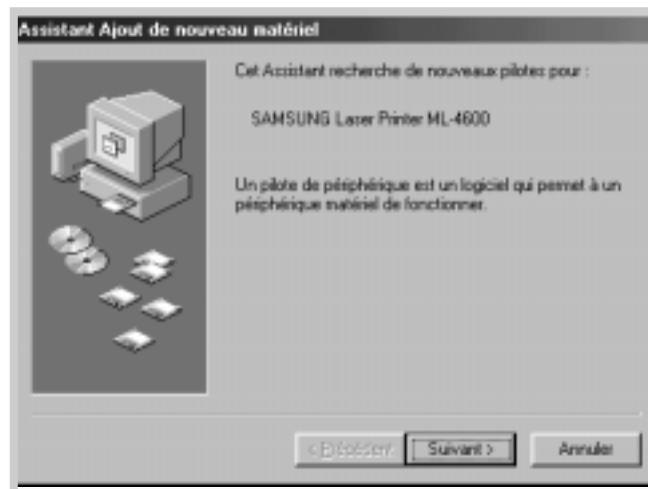 Assistant Ajout de nouveau matériel
Cet Assistant recherche de nouveaux pilotes pour :
SAMSUNG Laser Printer ML-4600
Un pilote de périphérique est un logiciel qui permet à un
périphérique matériel de fonctionner.
< Précédent
Suivant >
Annuler